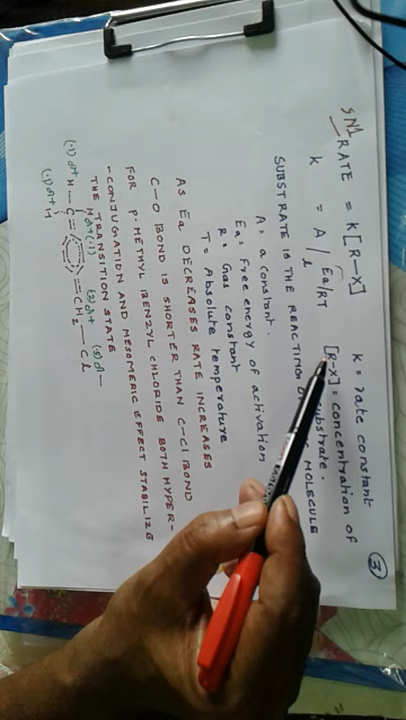 ③
SN1 RATE = k[R-X] k = rate constant
[R-X] = concentration of
substrate.
k = A / e Ea/RT
SUBSTRATE IS THE REACTING MOLECULE
A = a constant.
Ea = Free energy of activation
R = Gas constant
T = Absolute temperature
AS Ea DECREASES RATE INCREASES
C-O BOND IS SHORTER THAN C-Cl BOND
FOR P-METHYL BENZYL CHLORIDE BOTH HYPER-
-CONJUGATION AND MESOMERIC EFFECT STABILIZE
THE TRANSITION STATE